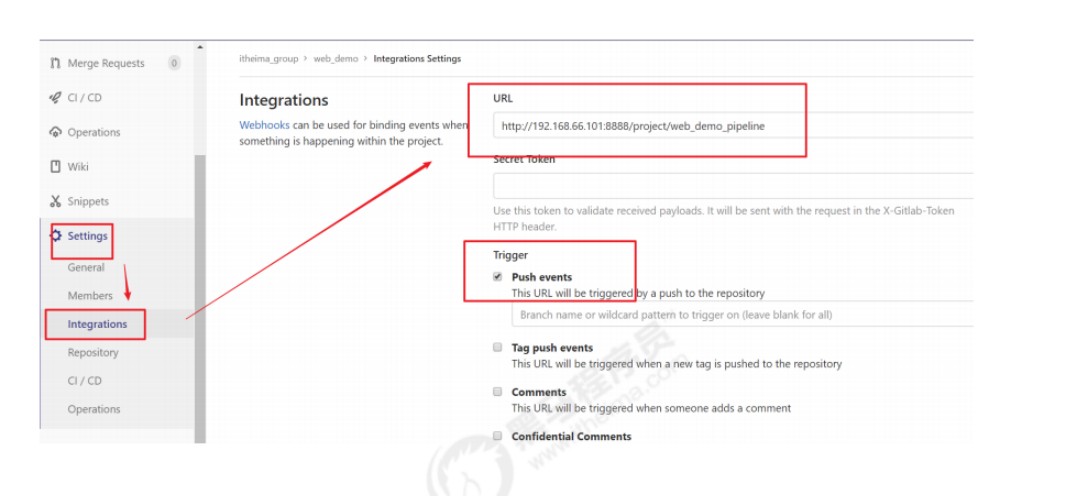 Merge Requests 0
CI / CD
Operations
Wiki
Snippets
Settings
General
Members
Integrations
Repository
CI / CD
Operations
itheima_group > web_demo > Integrations Settings
Integrations
Webhooks can be used for binding events when
something is happening within the project.
URL
http://192.168.66.101:8888/project/web_demo_pipeline
Secret Token
Use this token to validate received payloads. It will be sent with the request in the X-Gitlab-Token
HTTP header.
Trigger
Push events
This URL will be triggered by a push to the repository
Branch name or wildcard pattern to trigger on (leave blank for all)
Tag push events
This URL will be triggered when a new tag is pushed to the repository
Comments
This URL will be triggered when someone adds a comment
Confidential Comments
黑马程序员
www.itheima.com